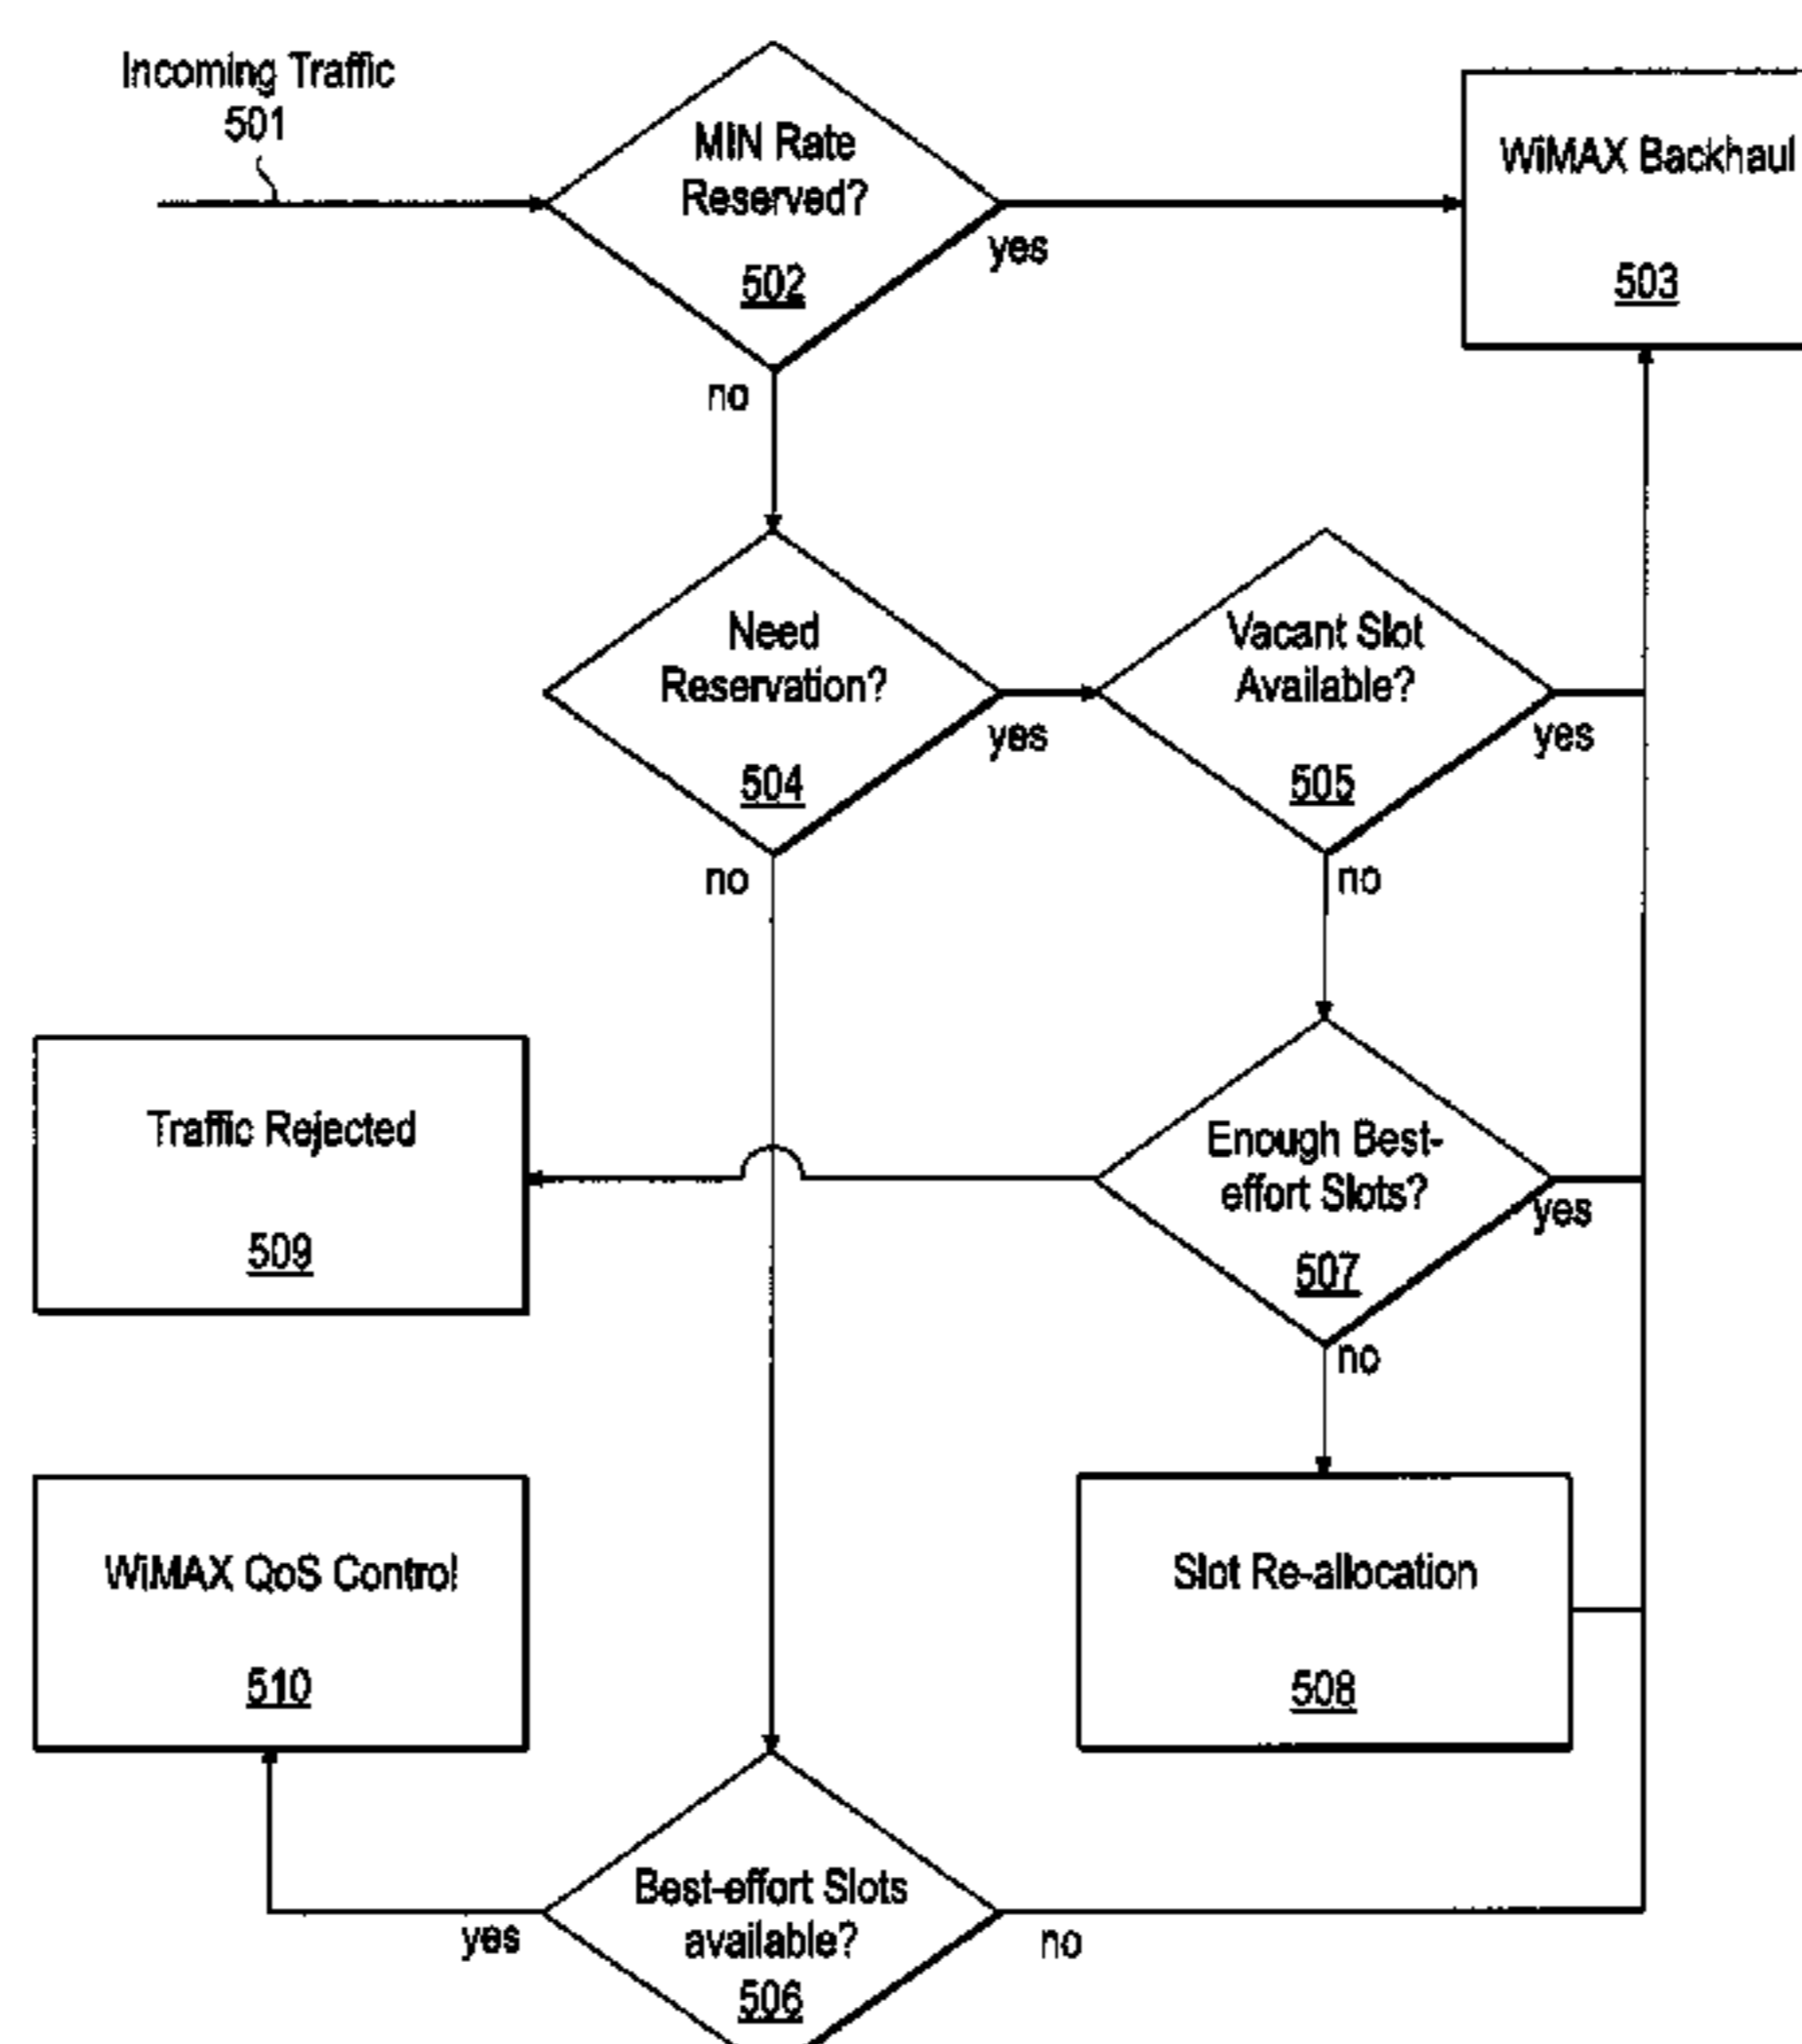 Incoming Traffic
501
MIN Rate
Reserved?
502
yes
no
WiMAX Backhaul
503
Need
Reservation?
504
yes
no
Vacant Slot
Available?
505
yes
no
Traffic Rejected
509
Enough Best-
effort Slots?
507
yes
no
WiMAX QoS Control
510
Slot Re-allocation
508
Best-effort Slots
available?
506
yes
no